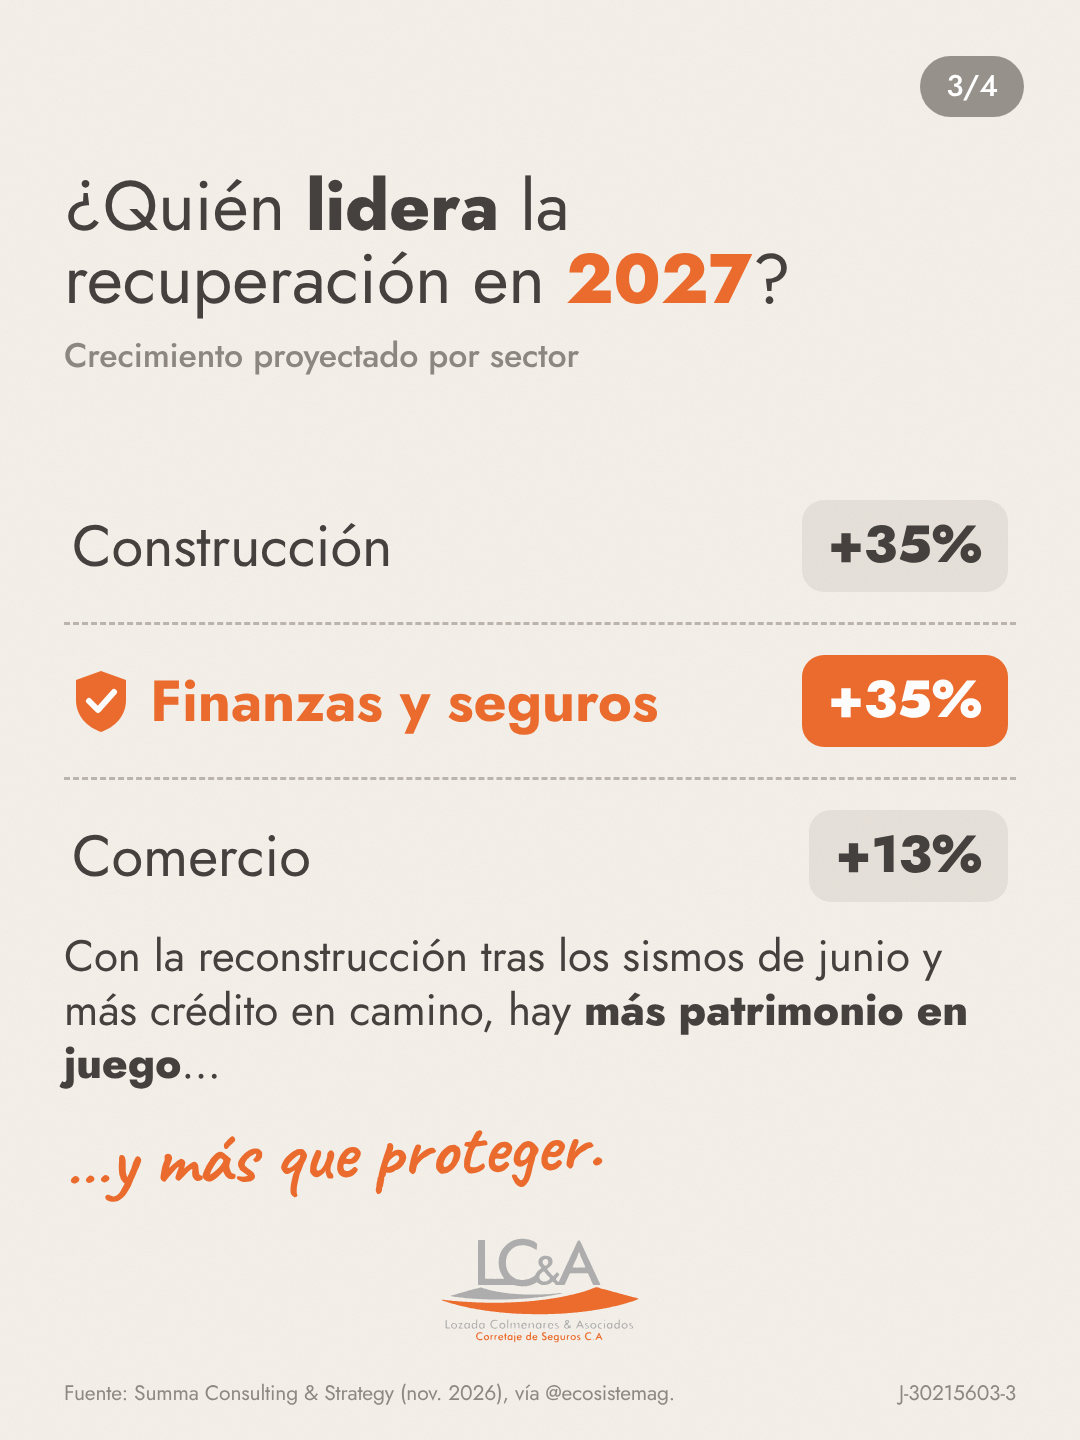 3/4
¿Quién lidera la
recuperación en 2027?
Crecimiento proyectado por sector
Construcción +35%
Finanzas y seguros +35%
Comercio +13%
Con la reconstrucción tras los sismos de junio y
más crédito en camino, hay más patrimonio en
juego...
...y más que proteger.
LC&A
Lozada Colmenares & Asociados
Corretaje de Seguros C.A
Fuente: Summa Consulting & Strategy (nov. 2026), vía @ecosistemag. J-30215603-3